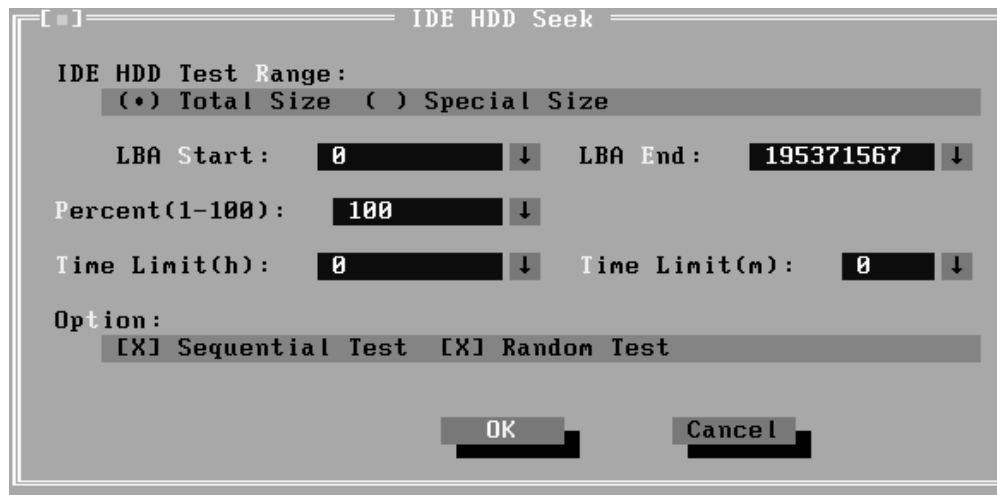 [■] IDE HDD Seek
IDE HDD Test Range:
(•) Total Size ( ) Special Size
LBA Start: 0 ↓ LBA End: 195371567 ↓
Percent(1-100): 100 ↓
Time Limit(h): 0 ↓ Time Limit(m): 0 ↓
Option:
[X] Sequential Test [X] Random Test
OK Cancel